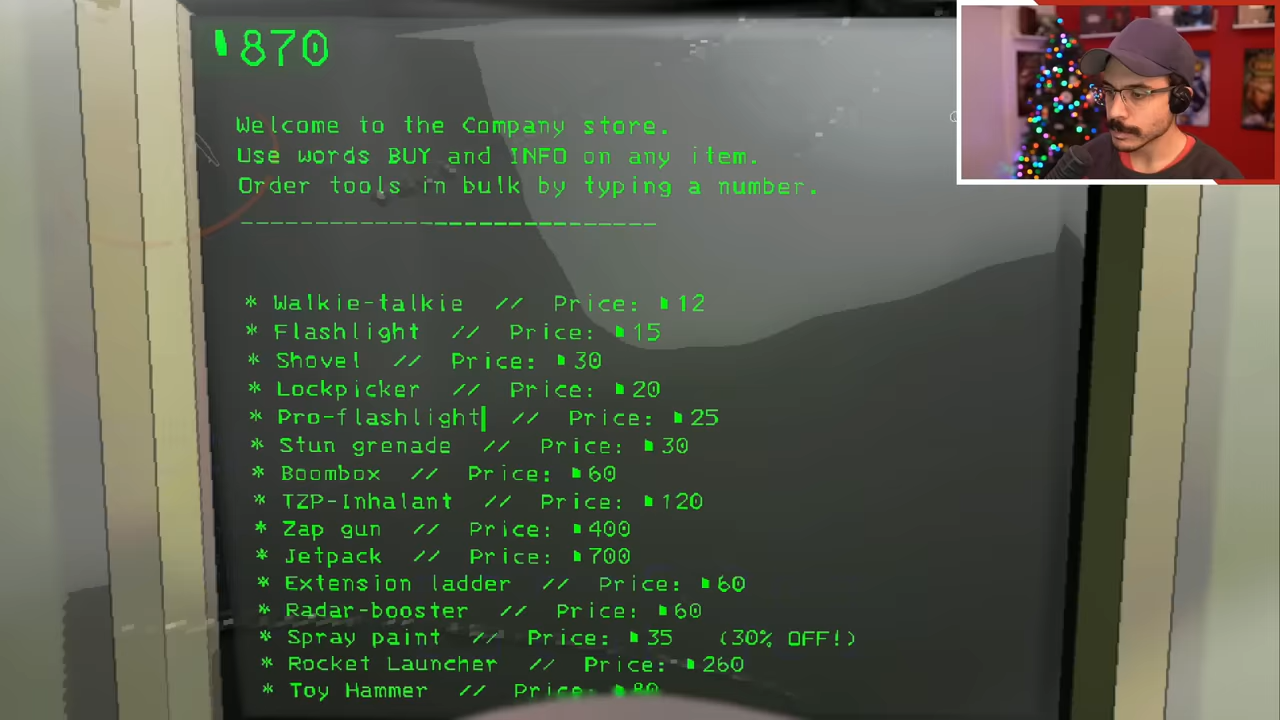 870
Welcome to the Company store.
Use words BUY and INFO on any item.
Order tools in bulk by typing a number.
----------------------------
* Walkie-talkie // Price: ▮12
* Flashlight // Price: ▮15
* Shovel // Price: ▮30
* Lockpicker // Price: ▮20
* Pro-flashlight // Price: ▮25
* Stun grenade // Price: ▮30
* Boombox // Price: ▮60
* TZP-Inhalant // Price: ▮120
* Zap gun // Price: ▮400
* Jetpack // Price: ▮700
* Extension ladder // Price: ▮60
* Radar-booster // Price: ▮60
* Spray paint // Price: ▮35 (30% OFF!)
* Rocket Launcher // Price: ▮260
* Toy Hammer // Price: ▮80